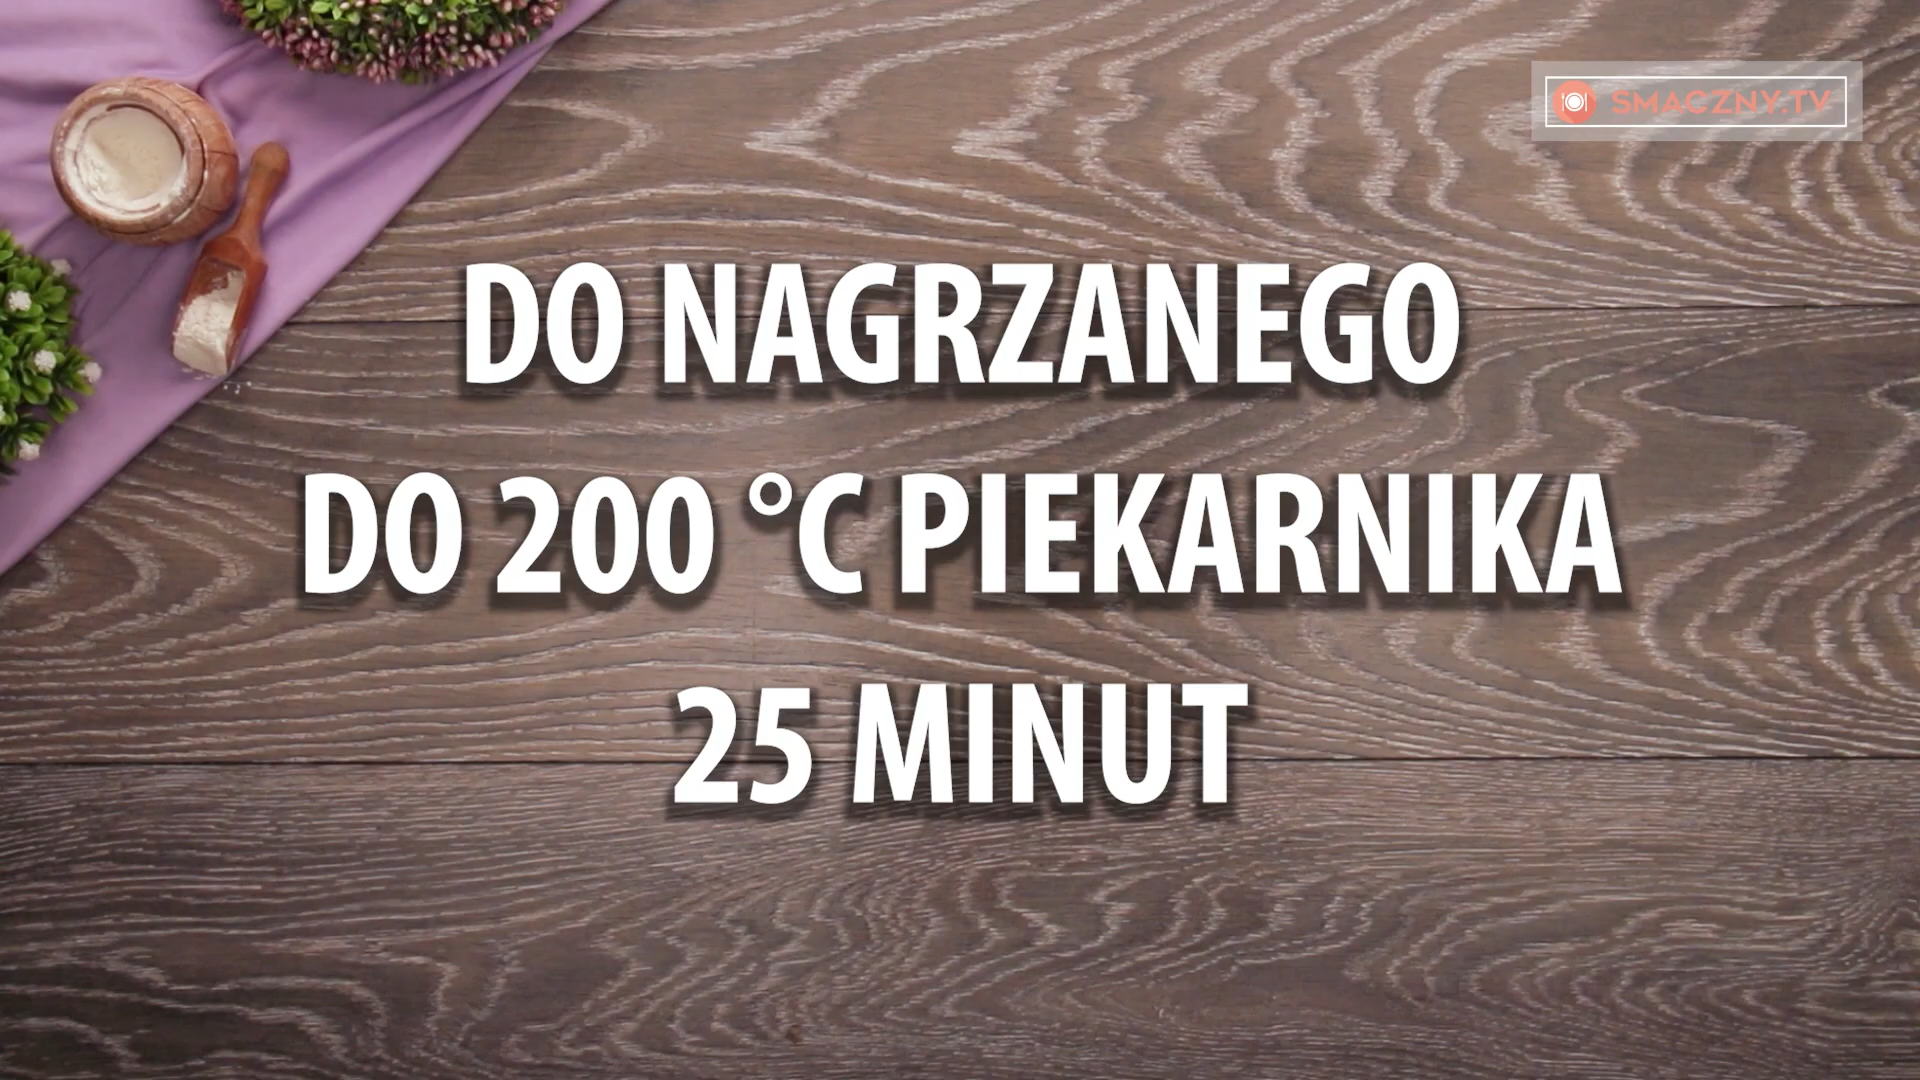 SMACZNY.TV
DO NAGRZANEGO
DO 200 °C PIEKARNIKA
25 MINUT